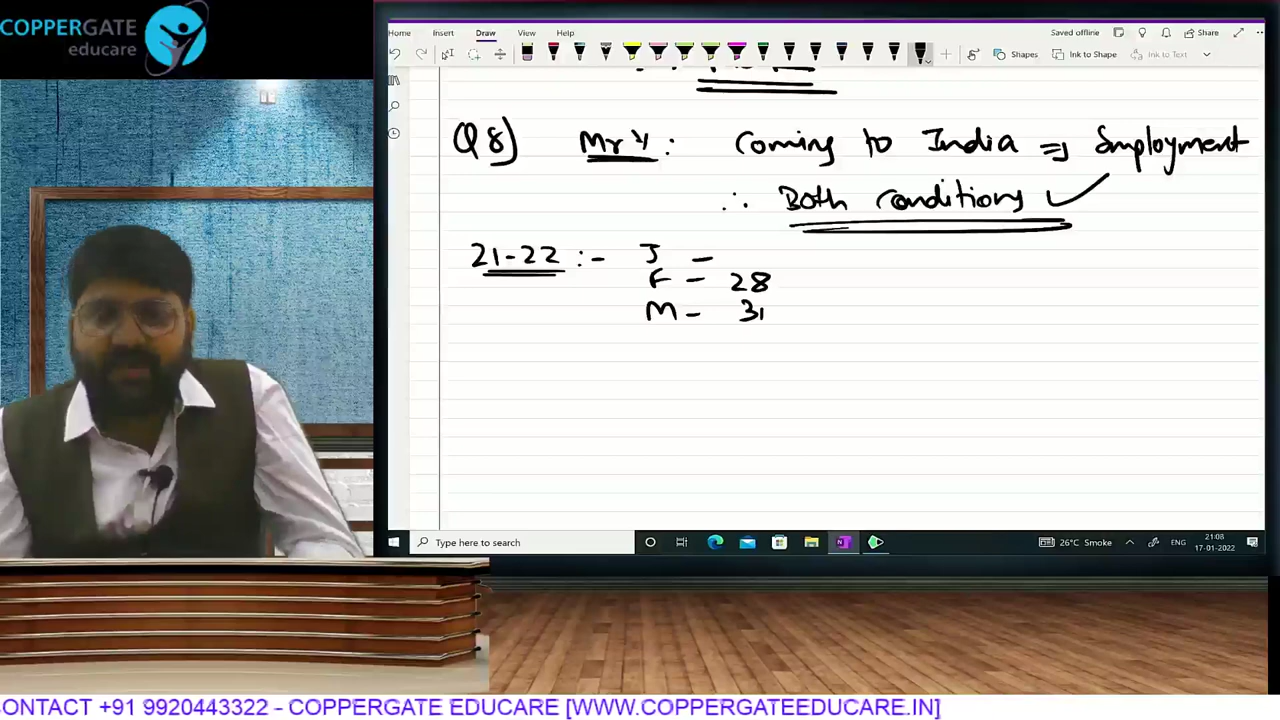 COPPERGATE
educare
Home Insert Draw View Help
Saved offline
Share
Shapes
Ink to Shape
Ink to Text
Q8] Mr Y: Coming to India ⇒ Employment
∴ Both conditions ✓
21-22 :- J -
F - 28
M - 31
Type here to search
26°C Smoke
ENG
21:03
17-01-2022
CONTACT +91 9920443322 - COPPERGATE EDUCARE [WWW.COPPERGATEEDUCARE.IN]